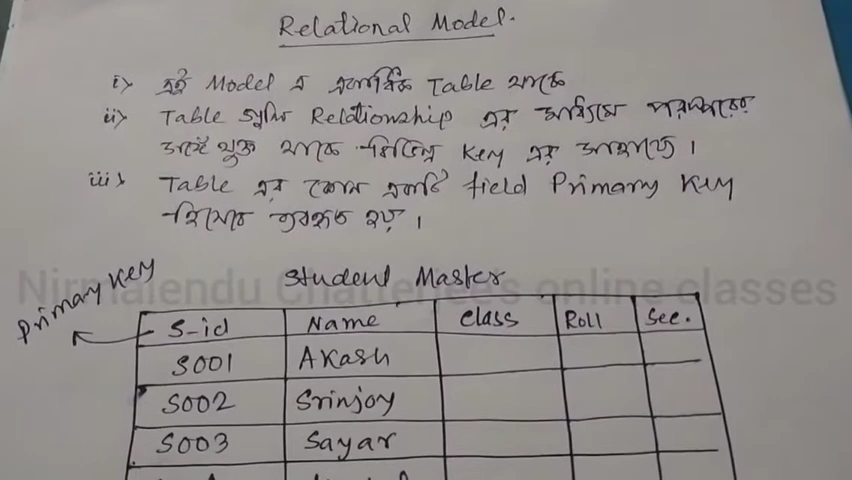 Relational Model.
i> এই Model এ একাধিক Table থাকে
ii> Table গুলি Relationship এর মাধ্যমে পরস্পরের
সাথে যুক্ত থাকে বিভিন্ন Key এর সাহায্যে।
iii> Table এর কোন একটি field Primary Key
হিসেবে ব্যবহৃত হয়।
Nirmalendu Chatterjee's online classes
Primary Key
Student Master
S-id Name Class Roll Sec.
S001 Akash
S002 Srinjoy
S003 Sayar